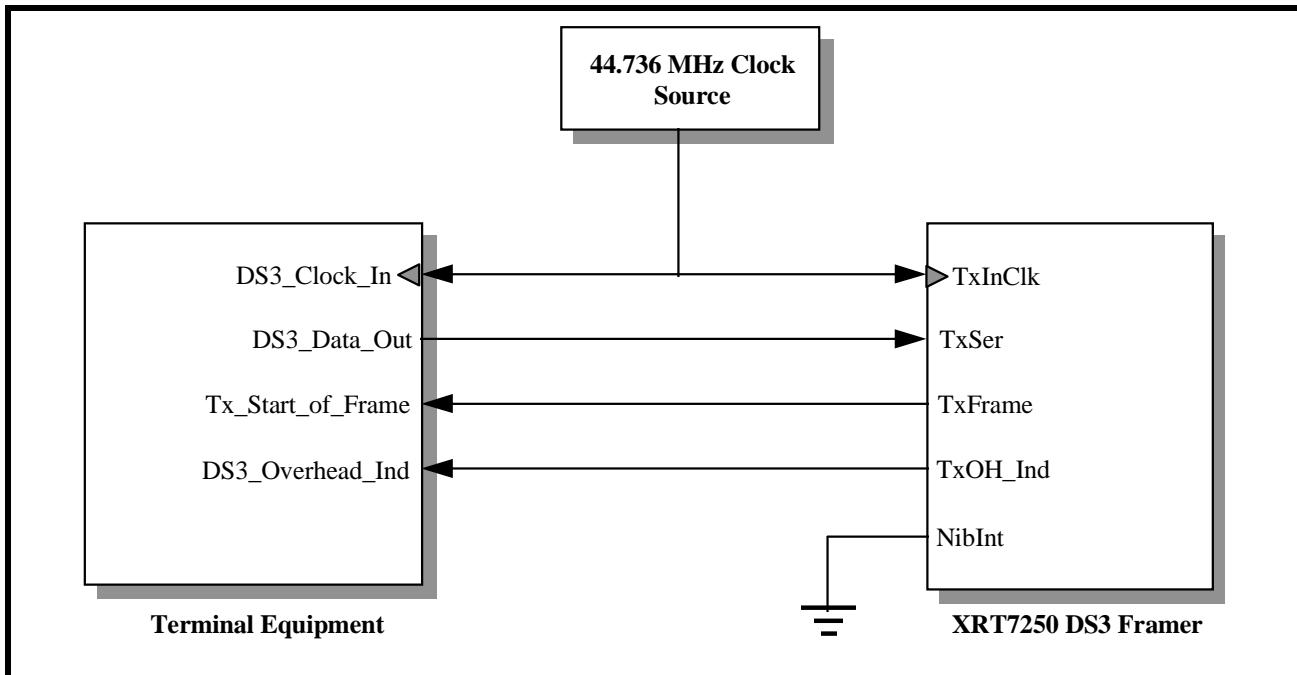 44.736 MHz Clock
Source
DS3_Clock_In
TxInClk
DS3_Data_Out
TxSer
Tx_Start_of_Frame
TxFrame
DS3_Overhead_Ind
TxOH_Ind
NibInt
Terminal Equipment
XRT7250 DS3 Framer